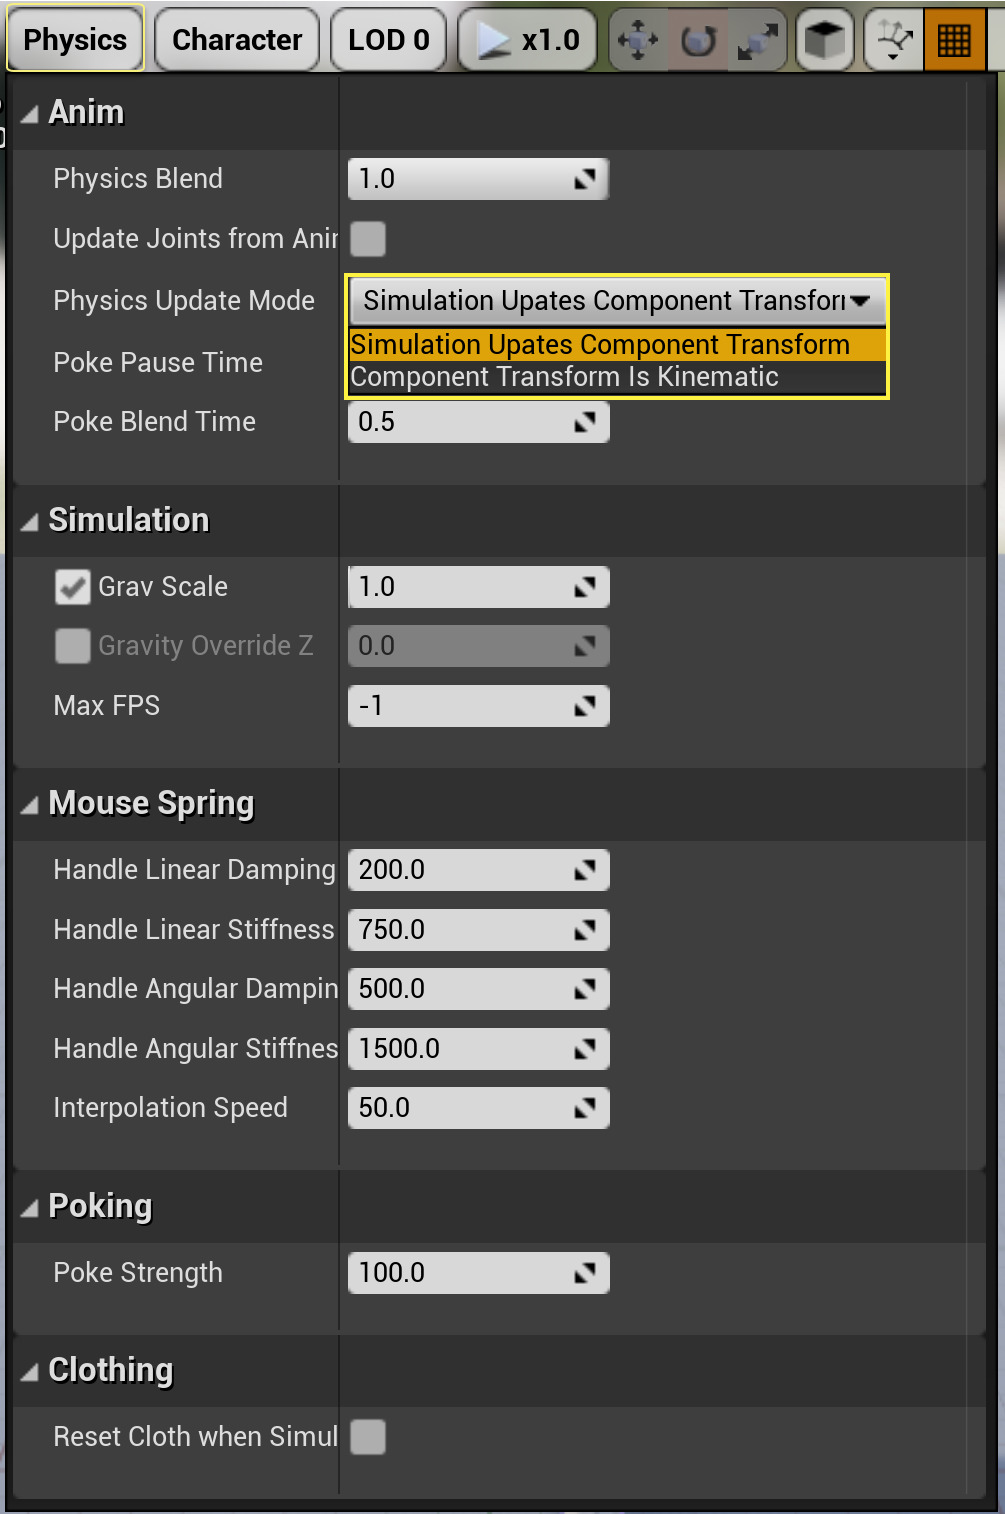 Physics Character LOD 0 x1.0
Anim
Physics Blend 1.0
Update Joints from Anim
Physics Update Mode Simulation Upates Component Transform
Simulation Upates Component Transform
Poke Pause Time
Component Transform Is Kinematic
Poke Blend Time 0.5
Simulation
Grav Scale 1.0
Gravity Override Z 0.0
Max FPS -1
Mouse Spring
Handle Linear Damping 200.0
Handle Linear Stiffness 750.0
Handle Angular Dampin 500.0
Handle Angular Stiffnes 1500.0
Interpolation Speed 50.0
Poking
Poke Strength 100.0
Clothing
Reset Cloth when Simul